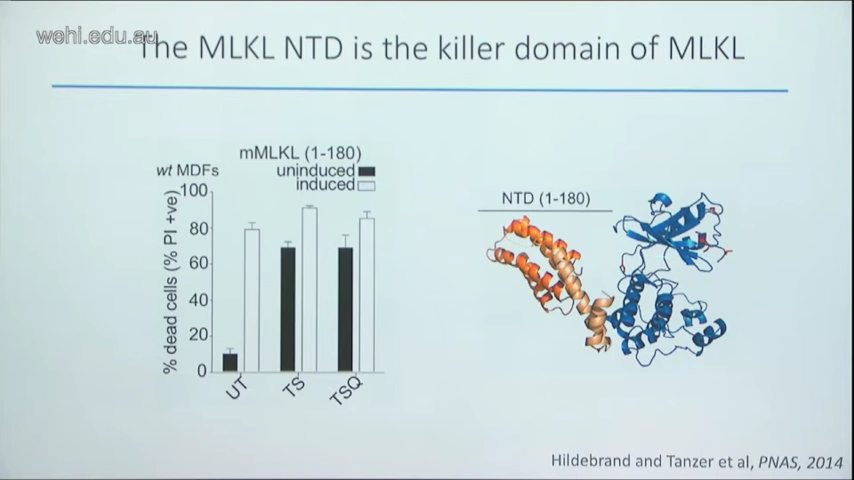 wehi.edu.au
The MLKL NTD is the killer domain of MLKL
mMLKL (1-180)
wt MDFs
uninduced
induced
% dead cells (% PI +ve)
100
80
60
40
20
0
UT
TS
TSQ
NTD (1-180)
Hildebrand and Tanzer et al, PNAS, 2014